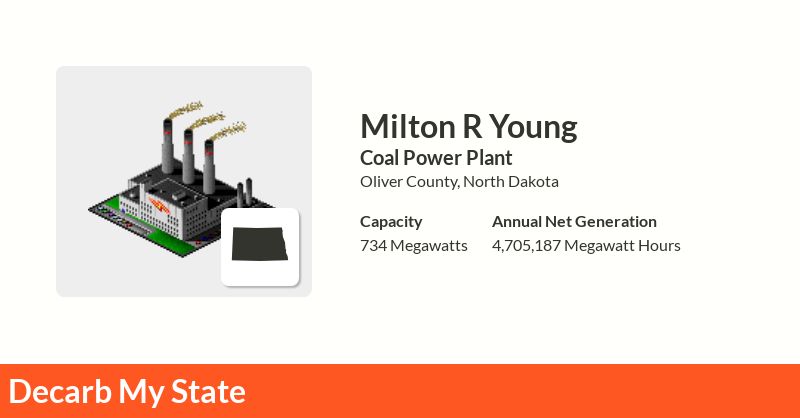 Milton R Young
Coal Power Plant
Oliver County, North Dakota
Capacity
734 Megawatts
Annual Net Generation
4,705,187 Megawatt Hours
Decarb My State